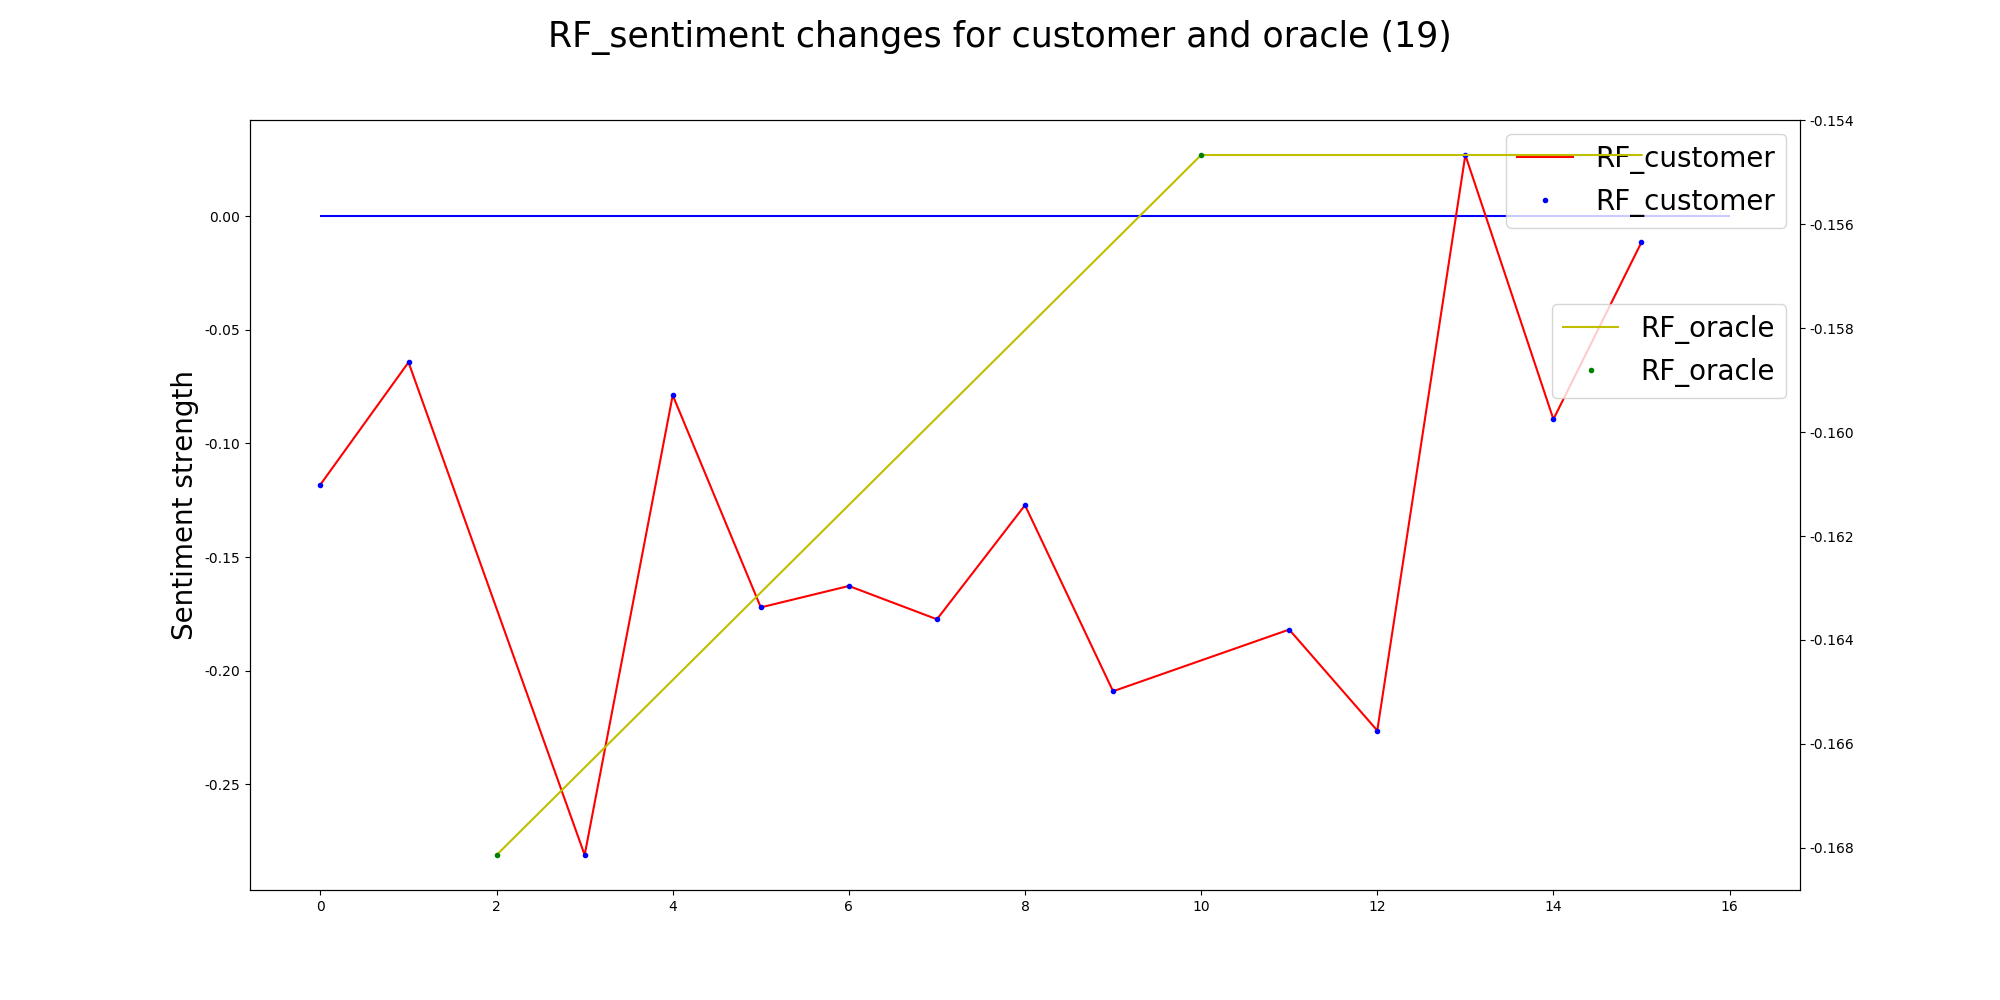 RF_sentiment changes for customer and oracle (19)
RF_customer
RF_customer
RF_oracle
RF_oracle
Sentiment strength
0.00
-0.05
-0.10
-0.15
-0.20
-0.25
-0.154
-0.156
-0.158
-0.160
-0.162
-0.164
-0.166
-0.168
0 2 4 6 8 10 12 14 16